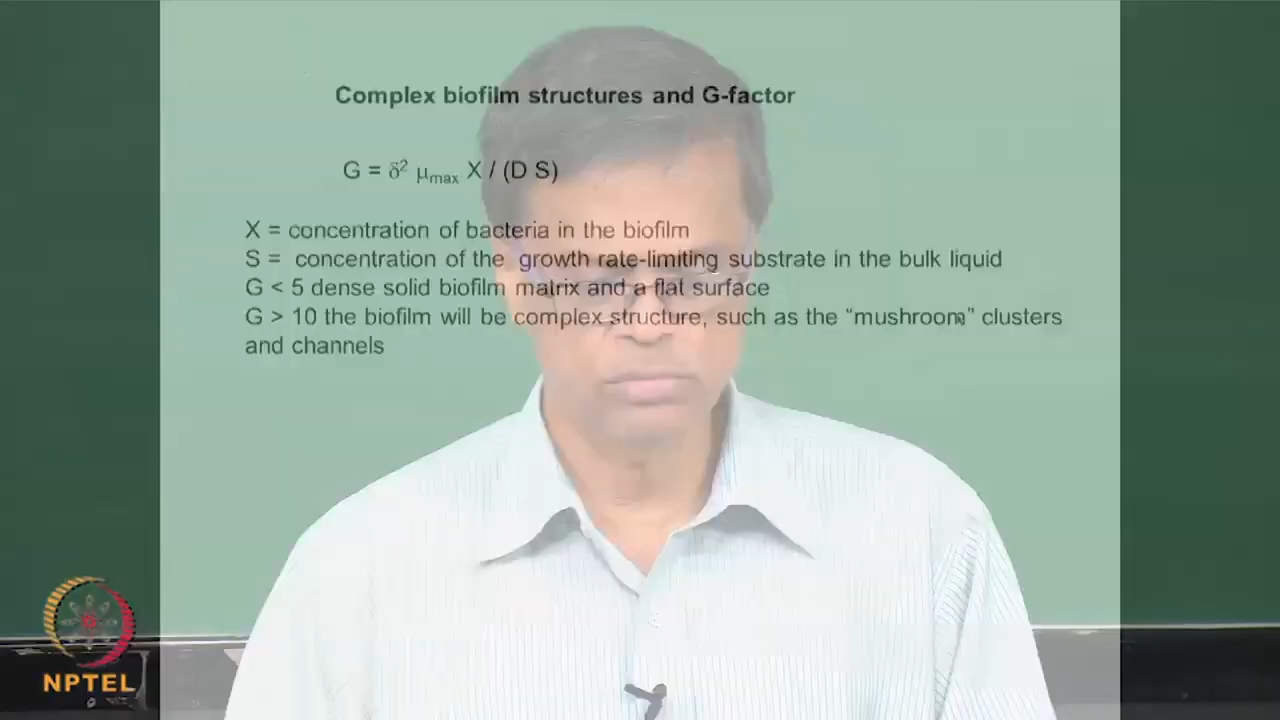 Complex biofilm structures and G-factor
G = δ² μmax X / (D S)
X = concentration of bacteria in the biofilm
S = concentration of the growth rate-limiting substrate in the bulk liquid
G < 5 dense solid biofilm matrix and a flat surface
G > 10 the biofilm will be complex structure, such as the “mushroom” clusters
and channels
NPTEL